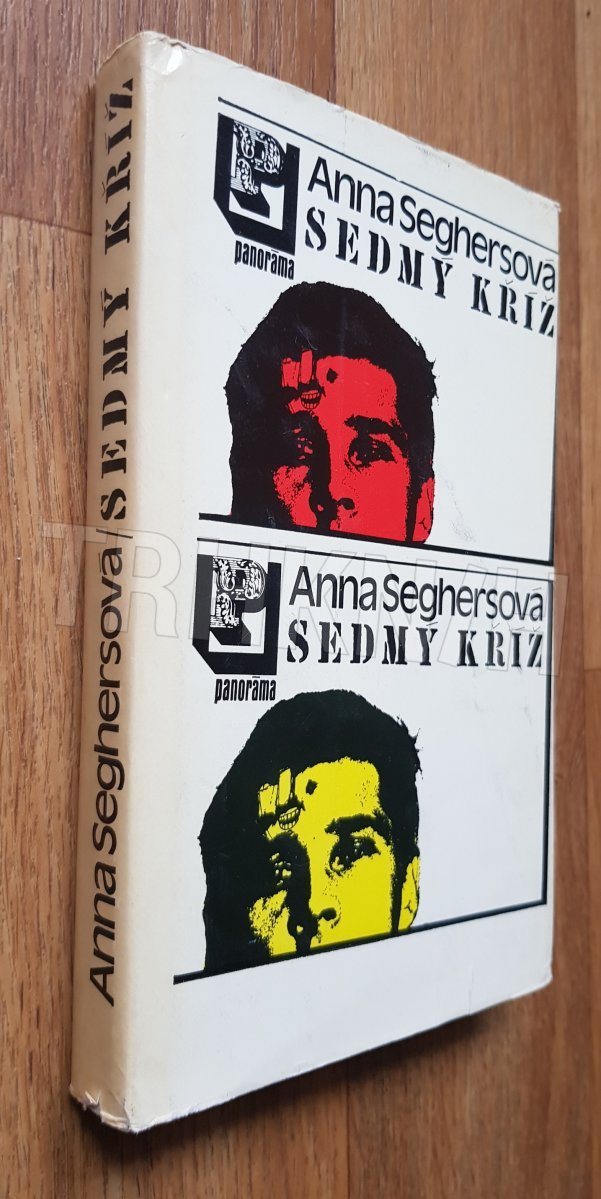 Anna Seghersová/SEDMÝ KŘÍŽ
P
panoráma
Anna Seghersová
SEDMÝ KŘÍŽ
P
panoráma
Anna Seghersová
SEDMÝ KŘÍŽ